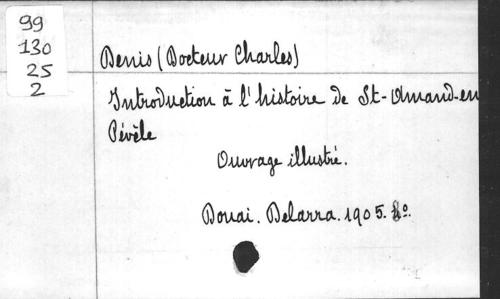 99
130
25
2
Denis (Docteur Charles)
Introduction à l'histoire de St-Amand-en
Pévèle
Ouvrage illustré.
Douai. Delarra. 1905.